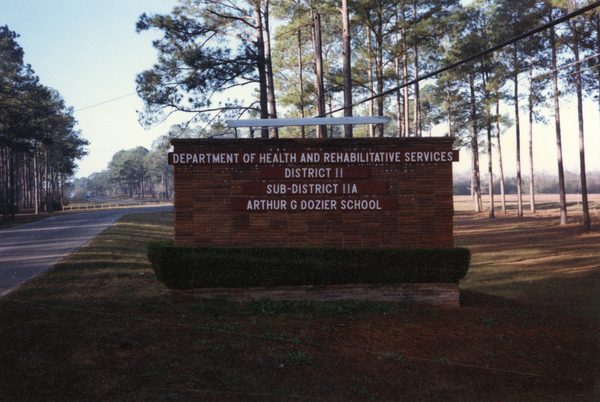 DEPARTMENT OF HEALTH AND REHABILITATIVE SERVICES
DISTRICT II
SUB-DISTRICT IIA
ARTHUR G DOZIER SCHOOL